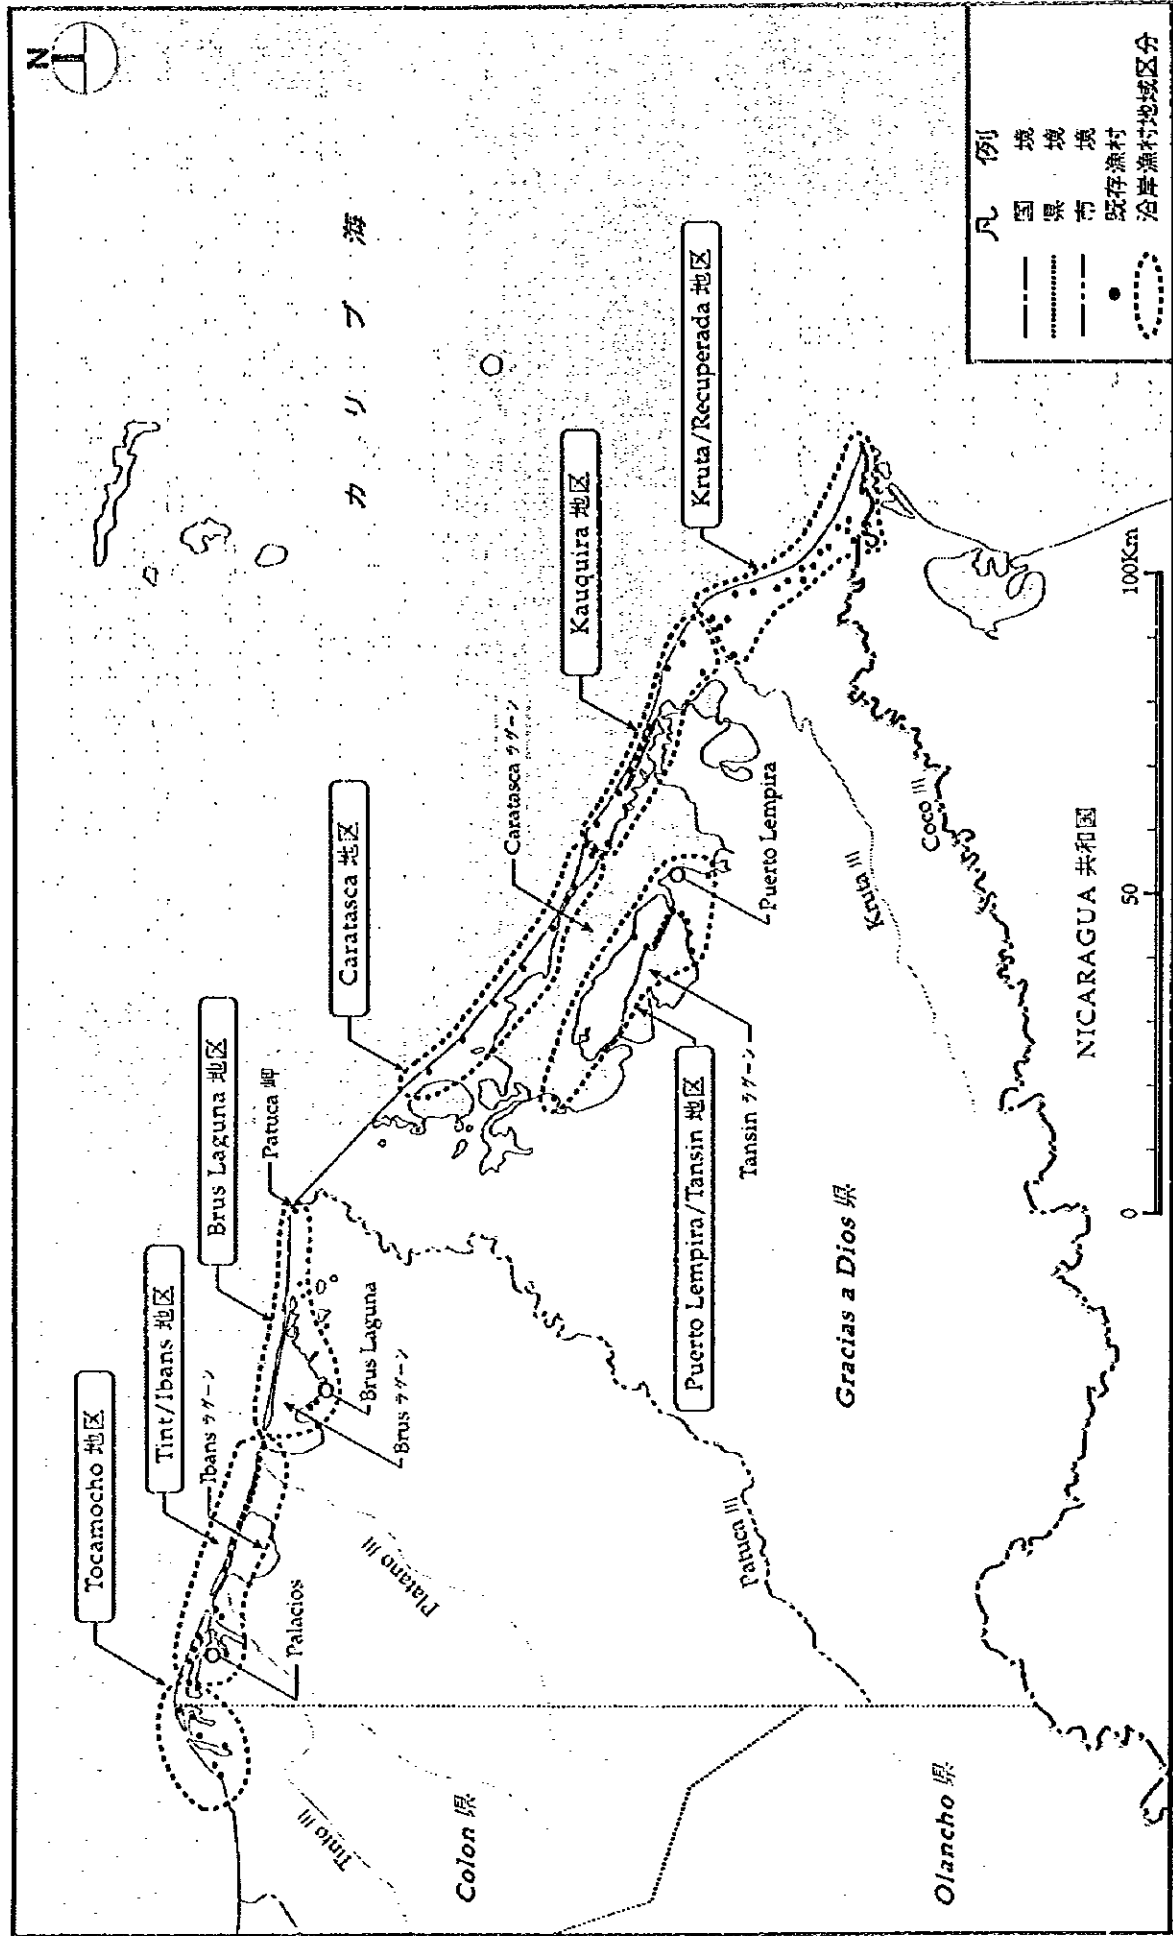 N
カリブ海
Tocamocho 地区
Tint/Ibans 地区
Ibans ラグーン
Brus Laguna 地区
Patuca 岬
Caratasca 地区
Caratasca ラグーン
Kauquira 地区
Kruta/Recuperada 地区
Palacios
Brus Laguna
Brus ラグーン
Puerto Lempira
Tansin ラグーン
Puerto Lempira/Tansin 地区
Tinto 川
Platano 川
Patuca 川
Kruta 川
Coco 川
Colon 県
Olancho 県
Gracias a Dios 県
NICARAGUA 共和国
0 50 100Km
凡例
国境
県境
市境
既存漁村
沿岸漁村地域区分